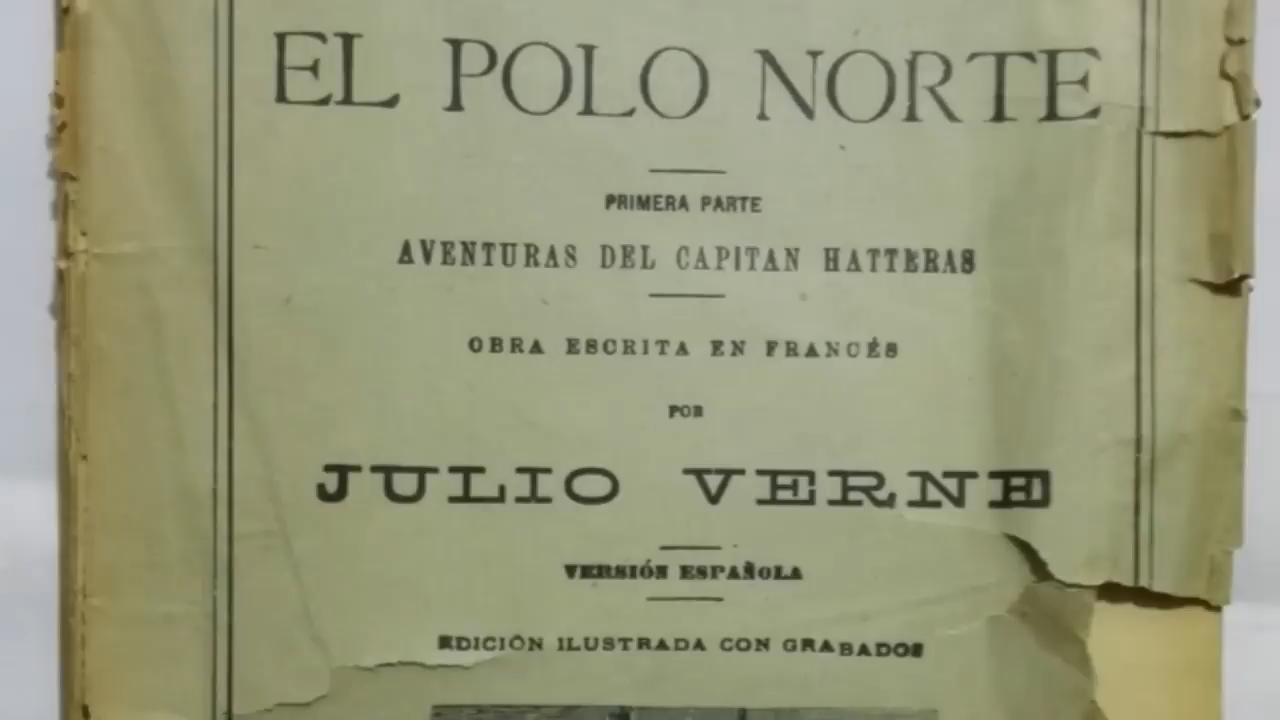 EL POLO NORTE
PRIMERA PARTE
AVENTURAS DEL CAPITAN HATTERAS
OBRA ESCRITA EN FRANCÉS
POR
JULIO VERNE
VERSIÓN ESPAÑOLA
EDICIÓN ILUSTRADA CON GRABADOS